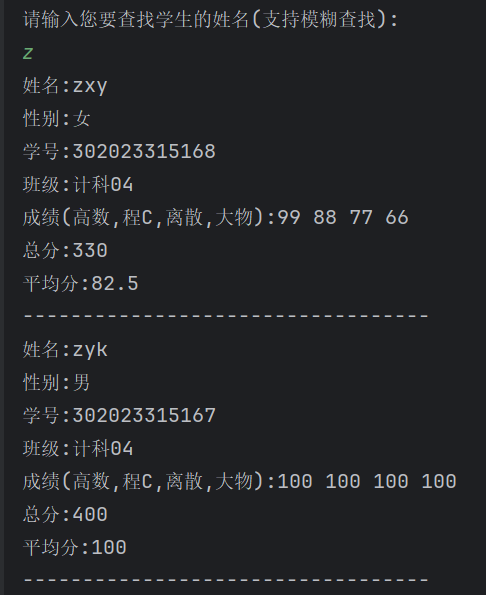 请输入您要查找学生的姓名(支持模糊查找):
z
姓名:zxy
性别:女
学号:302023315168
班级:计科04
成绩(高数,程C,离散,大物):99 88 77 66
总分:330
平均分:82.5
----------------------------------
姓名:zyk
性别:男
学号:302023315167
班级:计科04
成绩(高数,程C,离散,大物):100 100 100 100
总分:400
平均分:100
----------------------------------